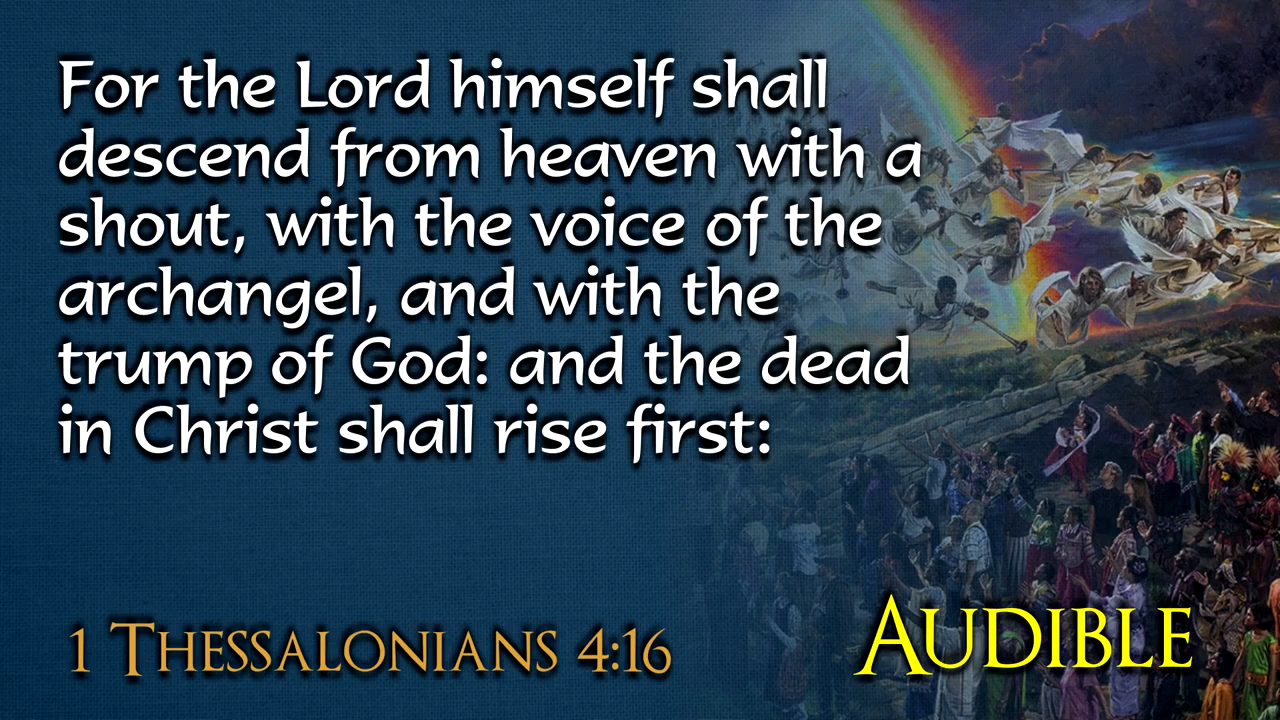 For the Lord himself shall
descend from heaven with a
shout, with the voice of the
archangel, and with the
trump of God: and the dead
in Christ shall rise first:
1 Thessalonians 4:16
Audible